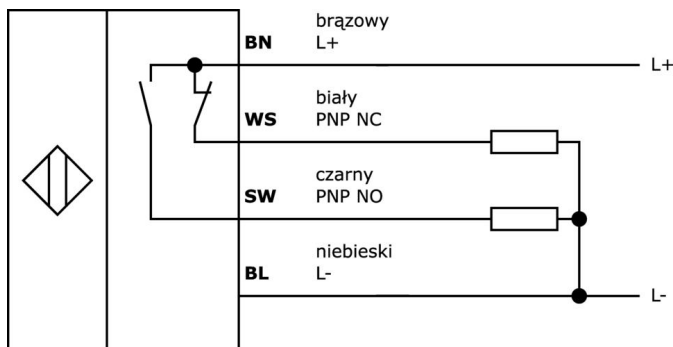 brązowy
BN L+
L+
biały
WS PNP NC
czarny
SW PNP NO
niebieski
BL L-
L-